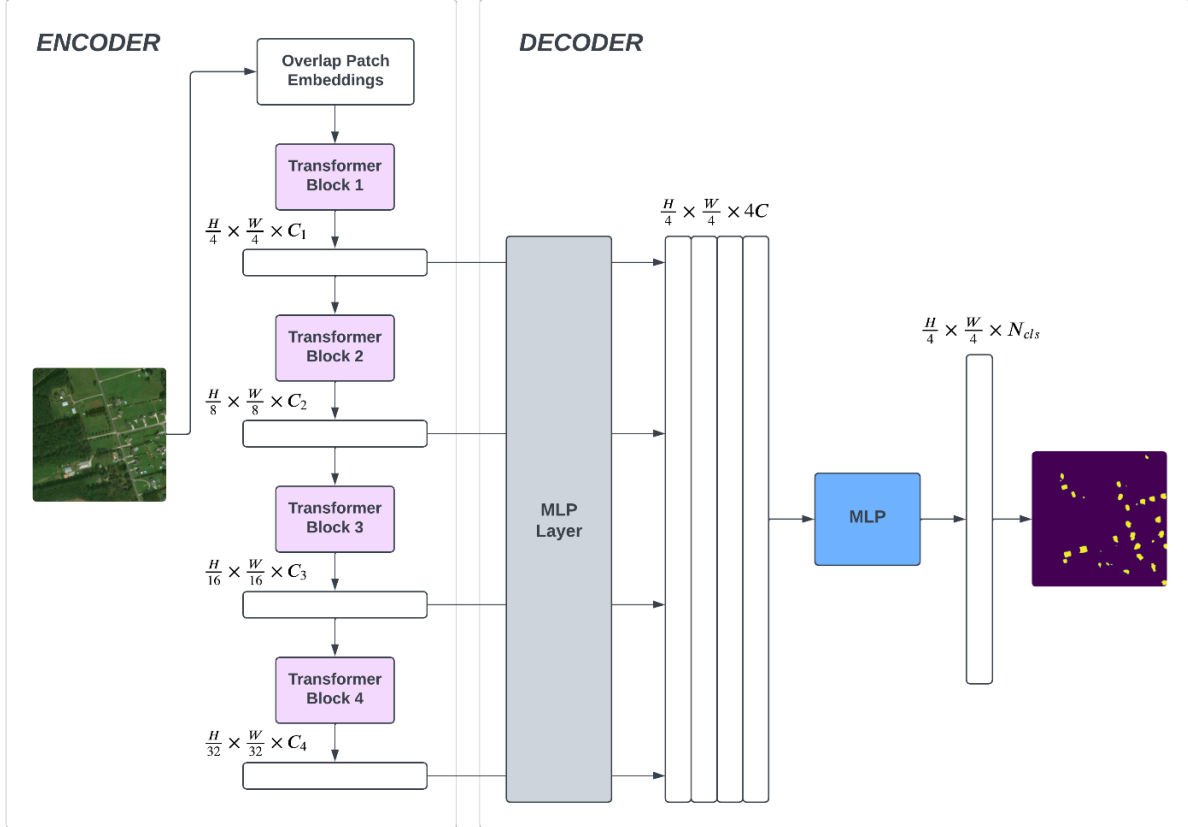 ENCODER
Overlap Patch
Embeddings
Transformer
Block 1
H/4 × W/4 × C₁
Transformer
Block 2
H/8 × W/8 × C₂
Transformer
Block 3
H/16 × W/16 × C₃
Transformer
Block 4
H/32 × W/32 × C₄
DECODER
MLP
Layer
H/4 × W/4 × 4C
MLP
H/4 × W/4 × N_cls